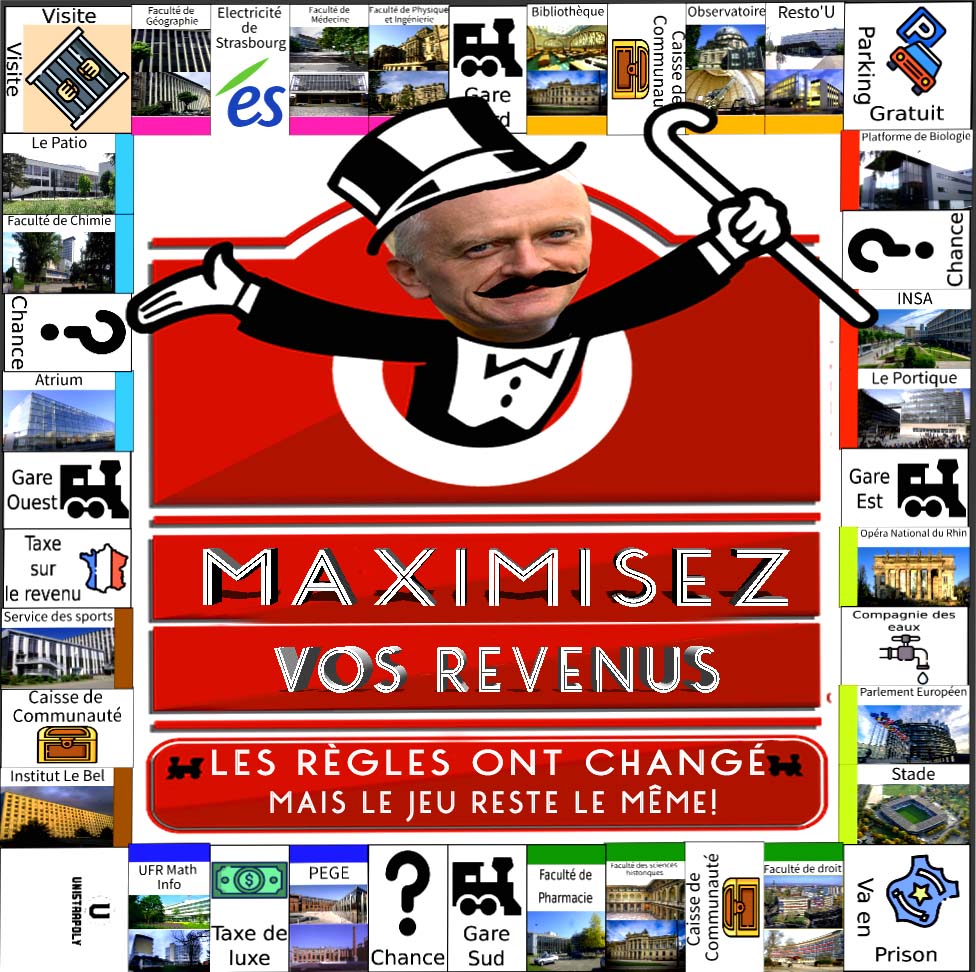 Visite
Visite
Faculté de
Géographie
Electricité
de
Strasbourg
és
Faculté de
Médecine
Faculté de Physique
et Ingénierie
Gare
Bibliothèque
Caisse de
Communau
Observatoire
Resto'U
Parking
Gratuit
Le Patio
Faculté de Chimie
Chance
Atrium
Gare
Ouest
Taxe
sur
le revenu
Service des sports
Caisse de
Communauté
Institut Le Bel
Platforme de Biologie
Chance
INSA
Le Portique
Gare
Est
Opéra National du Rhin
Compagnie des
eaux
Parlement Européen
Stade
MAXIMISEZ
VOS REVENUS
LES RÈGLES ONT CHANGÉ
MAIS LE JEU RESTE LE MÊME!
U
UNISTRAPOLY
UFR Math
Info
Taxe de
luxe
PEGE
Chance
Gare
Sud
Faculté de
Pharmacie
Faculté des sciences
historiques
Caisse de
Communauté
Faculté de droit
Va en
Prison